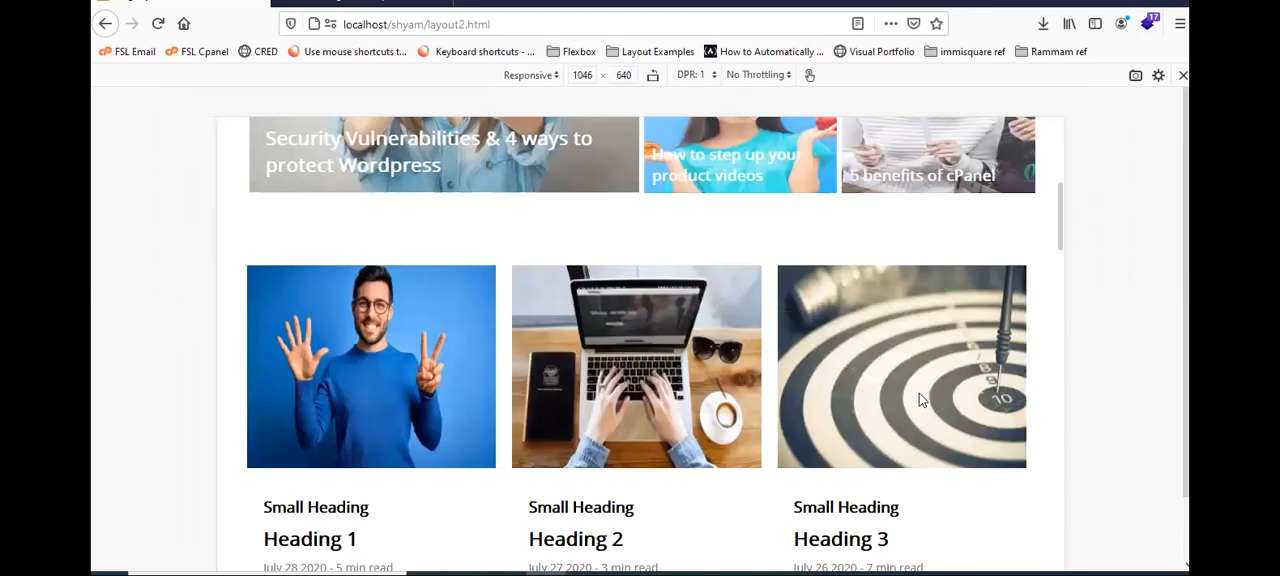 localhost/shyam/layout2.html
17
FSL Email FSL Cpanel CRED Use mouse shortcuts t... Keyboard shortcuts - ... Flexbox Layout Examples How to Automatically ... Visual Portfolio immisquare ref Rammam ref
Responsive 1046 × 640 DPR: 1 No Throttling
Security Vulnerabilities & 4 ways to
protect Wordpress
How to step up your
product videos
5 benefits of cPanel
8
9
10
Small Heading Small Heading Small Heading
Heading 1 Heading 2 Heading 3
July 28 2020 - 5 min read July 27 2020 - 3 min read July 26 2020 - 7 min read